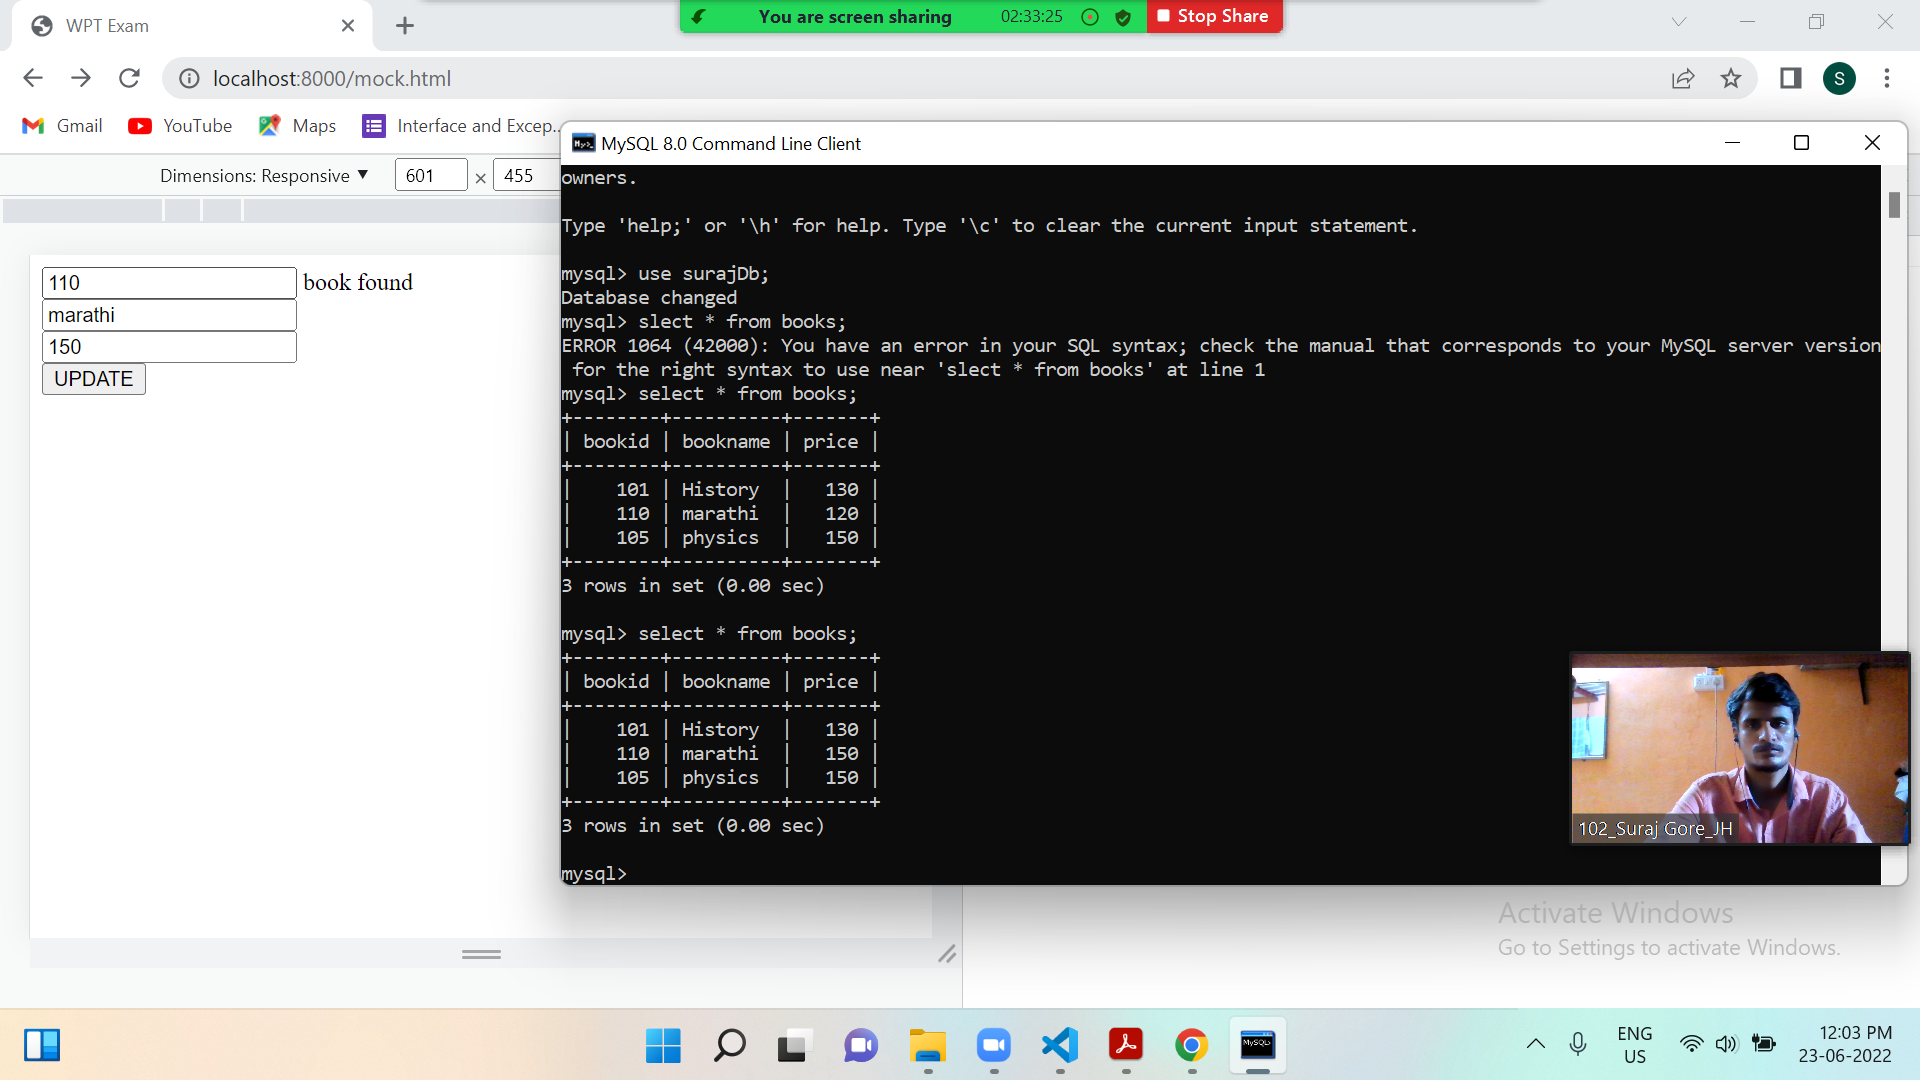 WPT Exam
You are screen sharing 02:33:25 Stop Share
localhost:8000/mock.html
S
Gmail YouTube Maps Interface and Excep...
Dimensions: Responsive ▼ 601 × 455
110 book found
marathi
150
UPDATE
MySQL 8.0 Command Line Client
owners.
Type 'help;' or '\h' for help. Type '\c' to clear the current input statement.
mysql> use surajDb;
Database changed
mysql> slect * from books;
ERROR 1064 (42000): You have an error in your SQL syntax; check the manual that corresponds to your MySQL server version
 for the right syntax to use near 'slect * from books' at line 1
mysql> select * from books;
+--------+----------+-------+
| bookid | bookname | price |
+--------+----------+-------+
|    101 | History  |   130 |
|    110 | marathi  |   120 |
|    105 | physics  |   150 |
+--------+----------+-------+
3 rows in set (0.00 sec)
mysql> select * from books;
+--------+----------+-------+
| bookid | bookname | price |
+--------+----------+-------+
|    101 | History  |   130 |
|    110 | marathi  |   150 |
|    105 | physics  |   150 |
+--------+----------+-------+
3 rows in set (0.00 sec)
mysql>
102_Suraj Gore_JH
Activate Windows
Go to Settings to activate Windows.
MySQL>
ENG
US
12:03 PM
23-06-2022